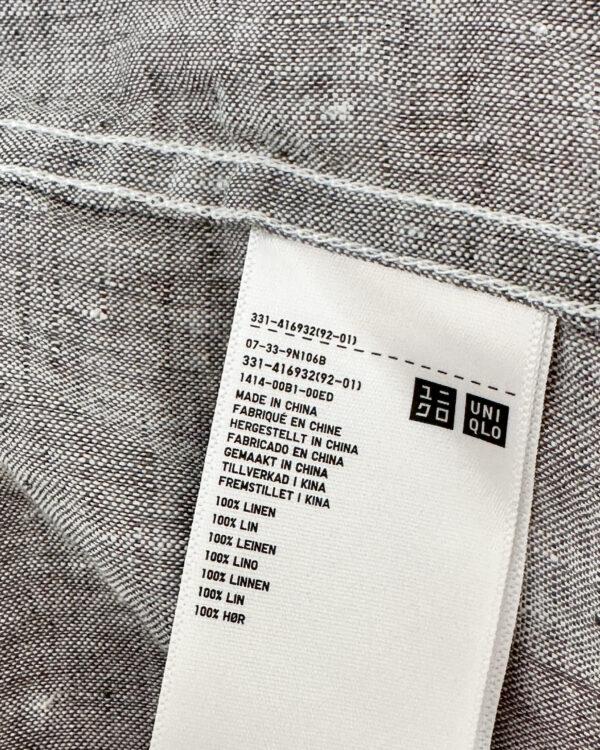 331-416932(92-01)
07-33-9N106B
331-416932(92-01)
1414-00B1-00ED
MADE IN CHINA
FABRIQUÉ EN CHINE
HERGESTELLT IN CHINA
FABRICADO EN CHINA
GEMAAKT IN CHINA
TILLVERKAD I KINA
FREMSTILLET I KINA
100% LINEN
100% LIN
100% LEINEN
100% LINO
100% LINNEN
100% LIN
100% HØR
ユニ
クロ
UNI
QLO